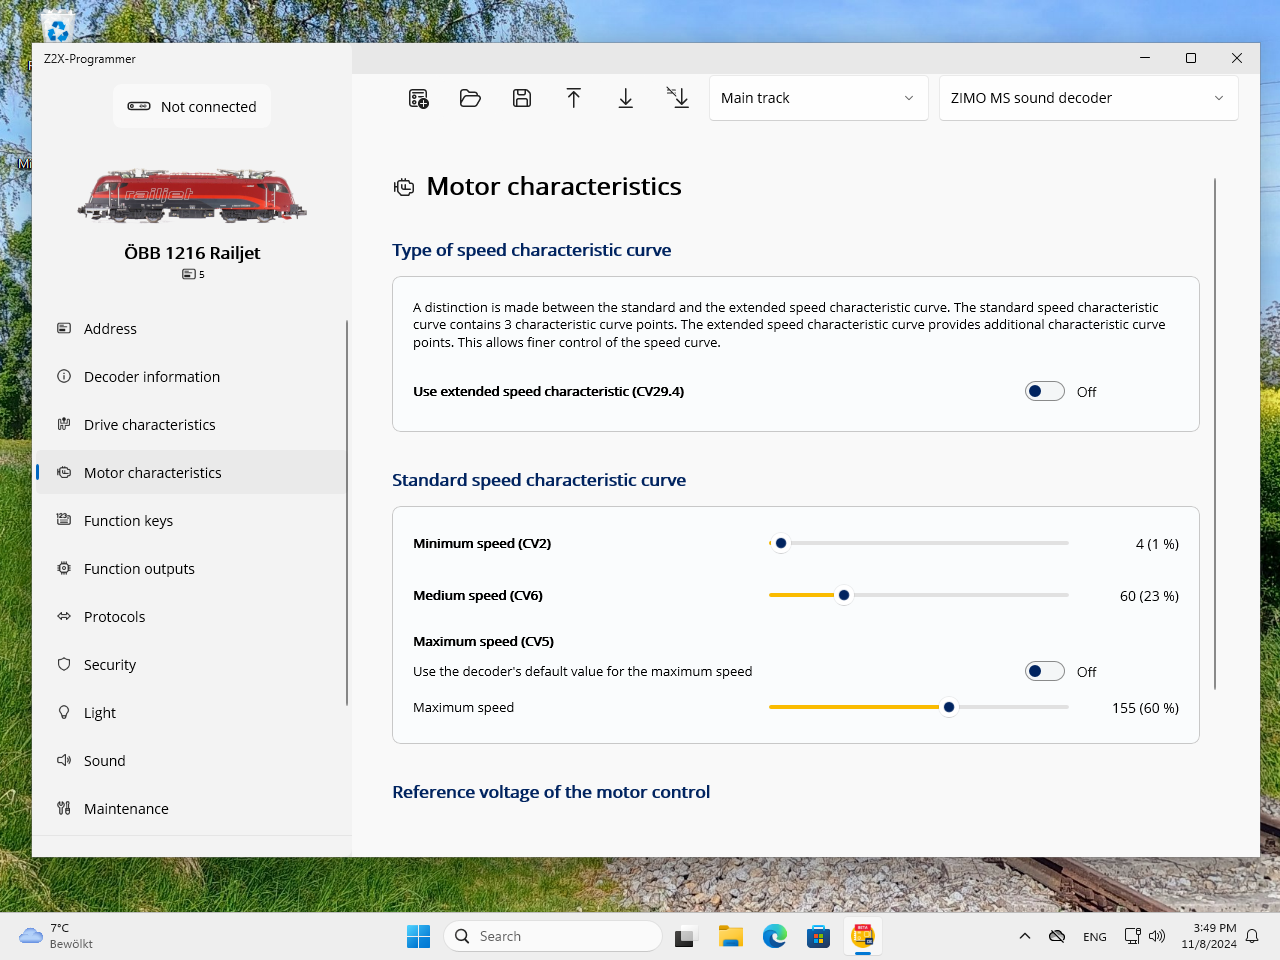 Z2X-Programmer
Not connected
railjet
ÖBB 1216 Railjet
5
Address
Decoder information
Drive characteristics
Motor characteristics
Function keys
Function outputs
Protocols
Security
Light
Sound
Maintenance
Main track
ZIMO MS sound decoder
Motor characteristics
Type of speed characteristic curve
A distinction is made between the standard and the extended speed characteristic curve. The standard speed characteristic
curve contains 3 characteristic curve points. The extended speed characteristic curve provides additional characteristic curve
points. This allows finer control of the speed curve.
Use extended speed characteristic (CV29.4)
Off
Standard speed characteristic curve
Minimum speed (CV2)
4 (1 %)
Medium speed (CV6)
60 (23 %)
Maximum speed (CV5)
Use the decoder's default value for the maximum speed
Off
Maximum speed
155 (60 %)
Reference voltage of the motor control
7°C
Bewölkt
Search
BETA
ENG
3:49 PM
11/8/2024